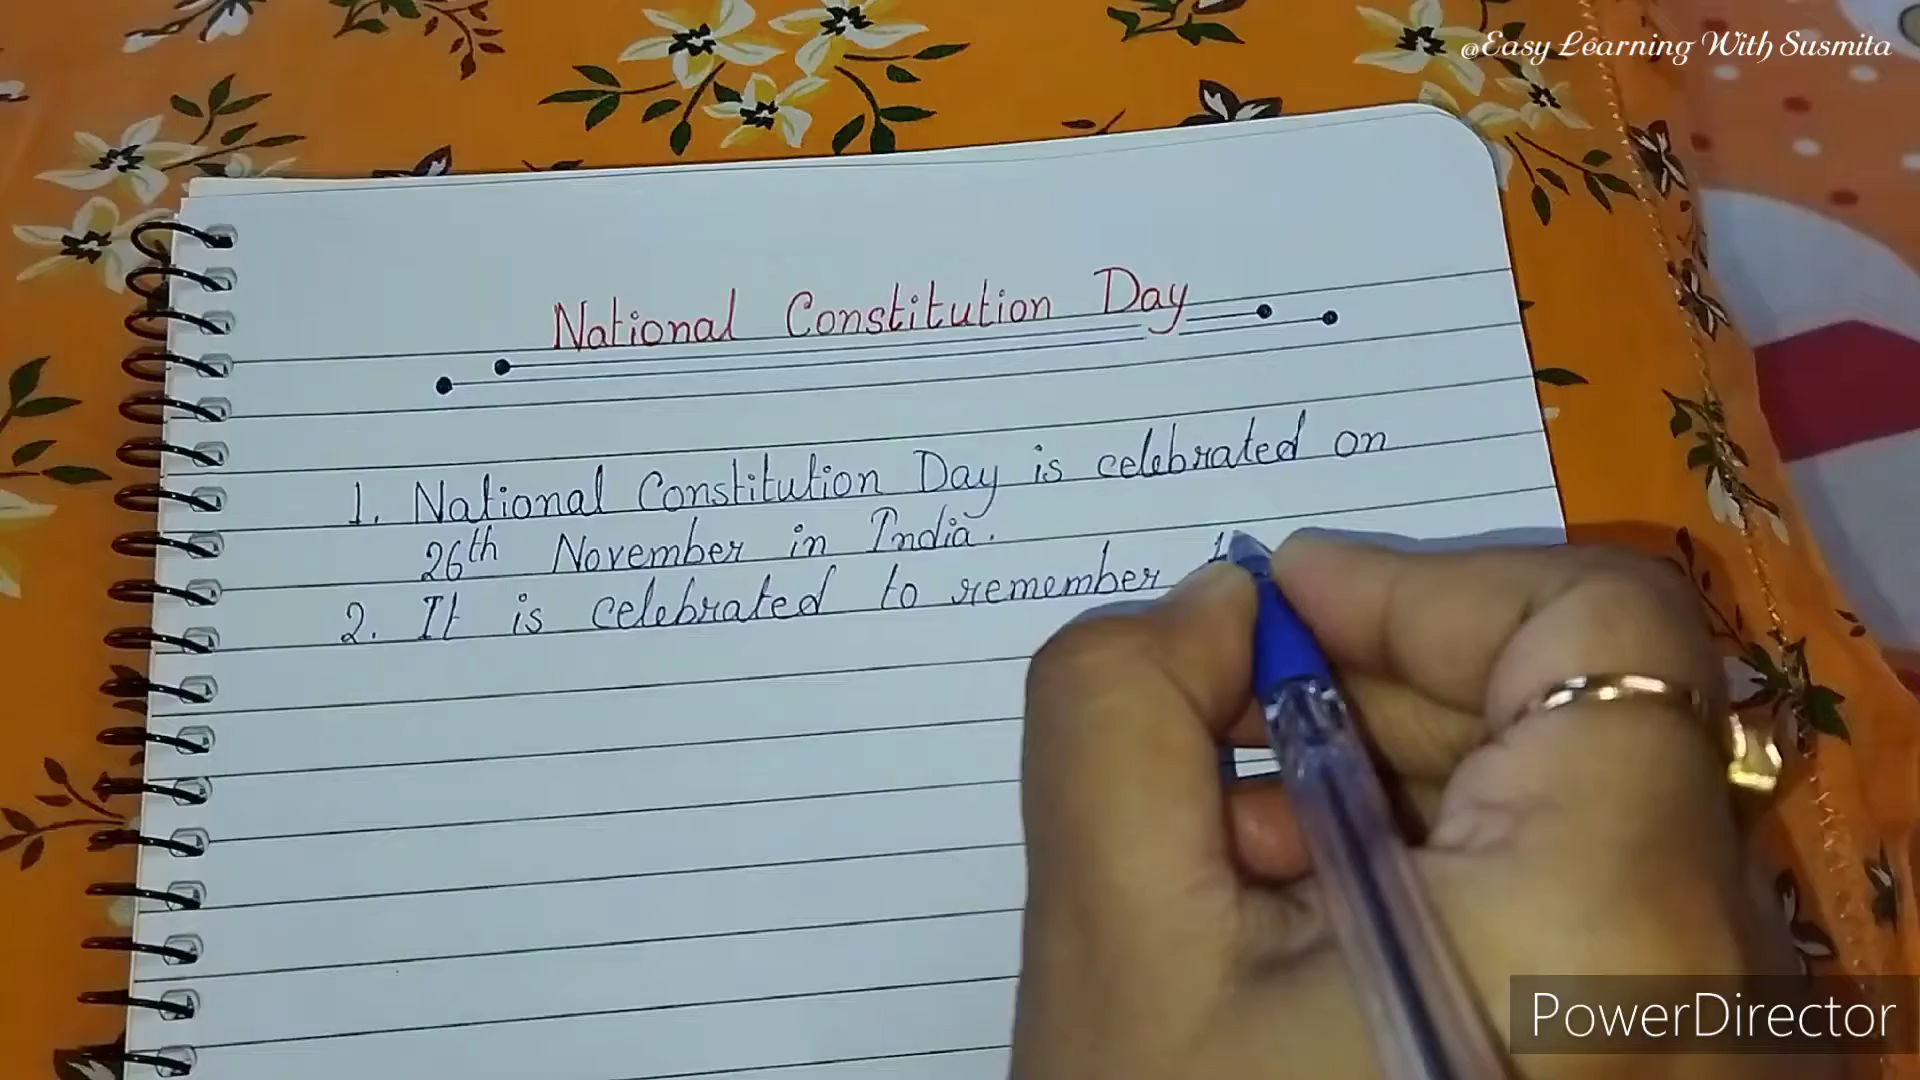 @Easy Learning With Susmita
National Constitution Day
1. National Constitution Day is celebrated on
26th November in India.
2. It is celebrated to remember
PowerDirector